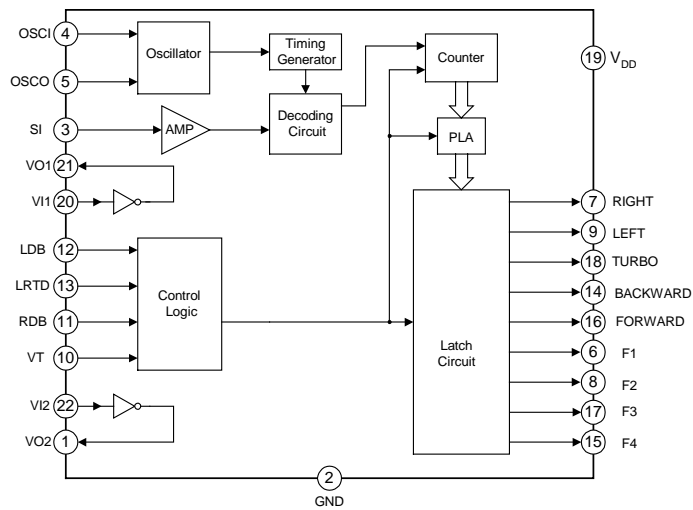 OSCI 4
OSCO 5
SI 3
VO1 21
VI1 20
LDB 12
LRTD 13
RDB 11
VT 10
VI2 22
VO2 1
Oscillator
Timing
Generator
Counter
19 VDD
AMP
Decoding
Circuit
PLA
Control
Logic
Latch
Circuit
7 RIGHT
9 LEFT
18 TURBO
14 BACKWARD
16 FORWARD
6 F1
8 F2
17 F3
15 F4
2
GND